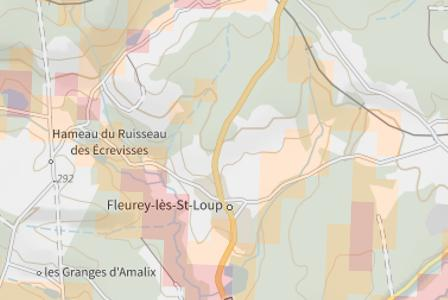 Hameau du Ruisseau
des Écrevisses
292
Fleurey-lès-St-Loup
les Granges d'Amalix